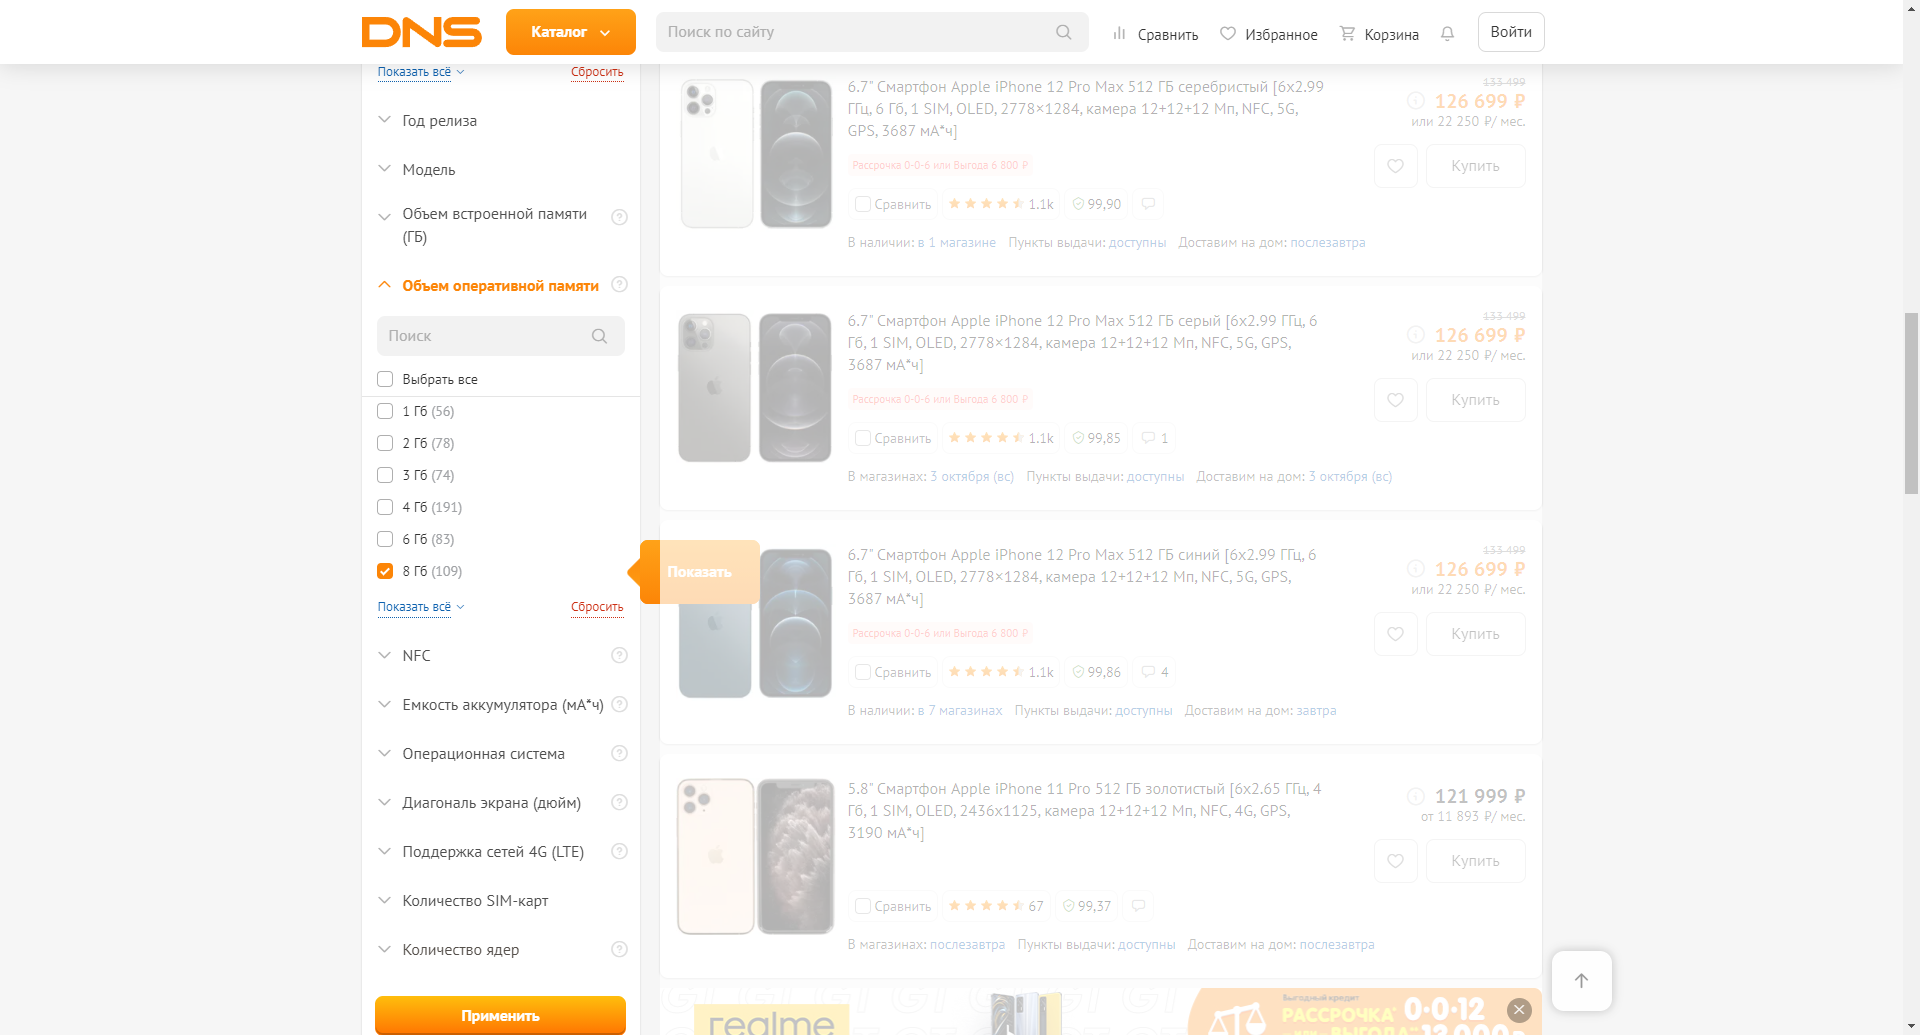 DNS
Каталог
Поиск по сайту
Сравнить
Избранное
Корзина
Войти
Показать всё
Сбросить
Год релиза
Модель
Объем встроенной памяти
(ГБ)
Объем оперативной памяти
Поиск
Выбрать все
1 Гб (56)
2 Гб (78)
3 Гб (74)
4 Гб (191)
6 Гб (83)
8 Гб (109)
Показать всё
Сбросить
Показать
NFC
Емкость аккумулятора (мА*ч)
Операционная система
Диагональ экрана (дюйм)
Поддержка сетей 4G (LTE)
Количество SIM-карт
Количество ядер
Применить
6.7" Смартфон Apple iPhone 12 Pro Max 512 ГБ серебристый [6x2.99
ГГц, 6 Гб, 1 SIM, OLED, 2778×1284, камера 12+12+12 Мп, NFC, 5G,
GPS, 3687 мА*ч]
133 499
126 699 ₽
или 22 250 ₽/ мес.
Рассрочка 0-0-6 или Выгода 6 800 ₽
Купить
Сравнить
1.1k
99,90
В наличии: в 1 магазине Пункты выдачи: доступны Доставим на дом: послезавтра
6.7" Смартфон Apple iPhone 12 Pro Max 512 ГБ серый [6x2.99 ГГц, 6
Гб, 1 SIM, OLED, 2778×1284, камера 12+12+12 Мп, NFC, 5G, GPS,
3687 мА*ч]
133 499
126 699 ₽
или 22 250 ₽/ мес.
Рассрочка 0-0-6 или Выгода 6 800 ₽
Купить
Сравнить
1.1k
99,85
1
В магазинах: 3 октября (вс) Пункты выдачи: доступны Доставим на дом: 3 октября (вс)
6.7" Смартфон Apple iPhone 12 Pro Max 512 ГБ синий [6x2.99 ГГц, 6
Гб, 1 SIM, OLED, 2778×1284, камера 12+12+12 Мп, NFC, 5G, GPS,
3687 мА*ч]
133 499
126 699 ₽
или 22 250 ₽/ мес.
Рассрочка 0-0-6 или Выгода 6 800 ₽
Купить
Сравнить
1.1k
99,86
4
В наличии: в 7 магазинах Пункты выдачи: доступны Доставим на дом: завтра
5.8" Смартфон Apple iPhone 11 Pro 512 ГБ золотистый [6x2.65 ГГц, 4
Гб, 1 SIM, OLED, 2436x1125, камера 12+12+12 Мп, NFC, 4G, GPS,
3190 мА*ч]
121 999 ₽
от 11 893 ₽/ мес.
Купить
Сравнить
67
99,37
В магазинах: послезавтра Пункты выдачи: доступны Доставим на дом: послезавтра
realme
Выгодный кредит
РАССРОЧКА* 0·0·12